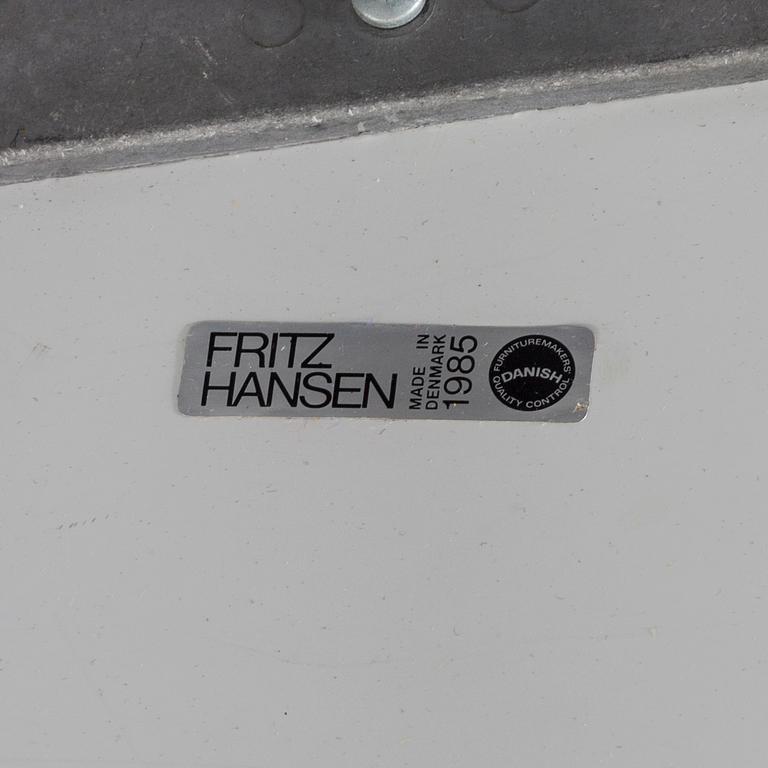 FRITZ
HANSEN
MADE IN
DENMARK
1985
FURNITUREMAKERS'
DANISH
QUALITY CONTROL